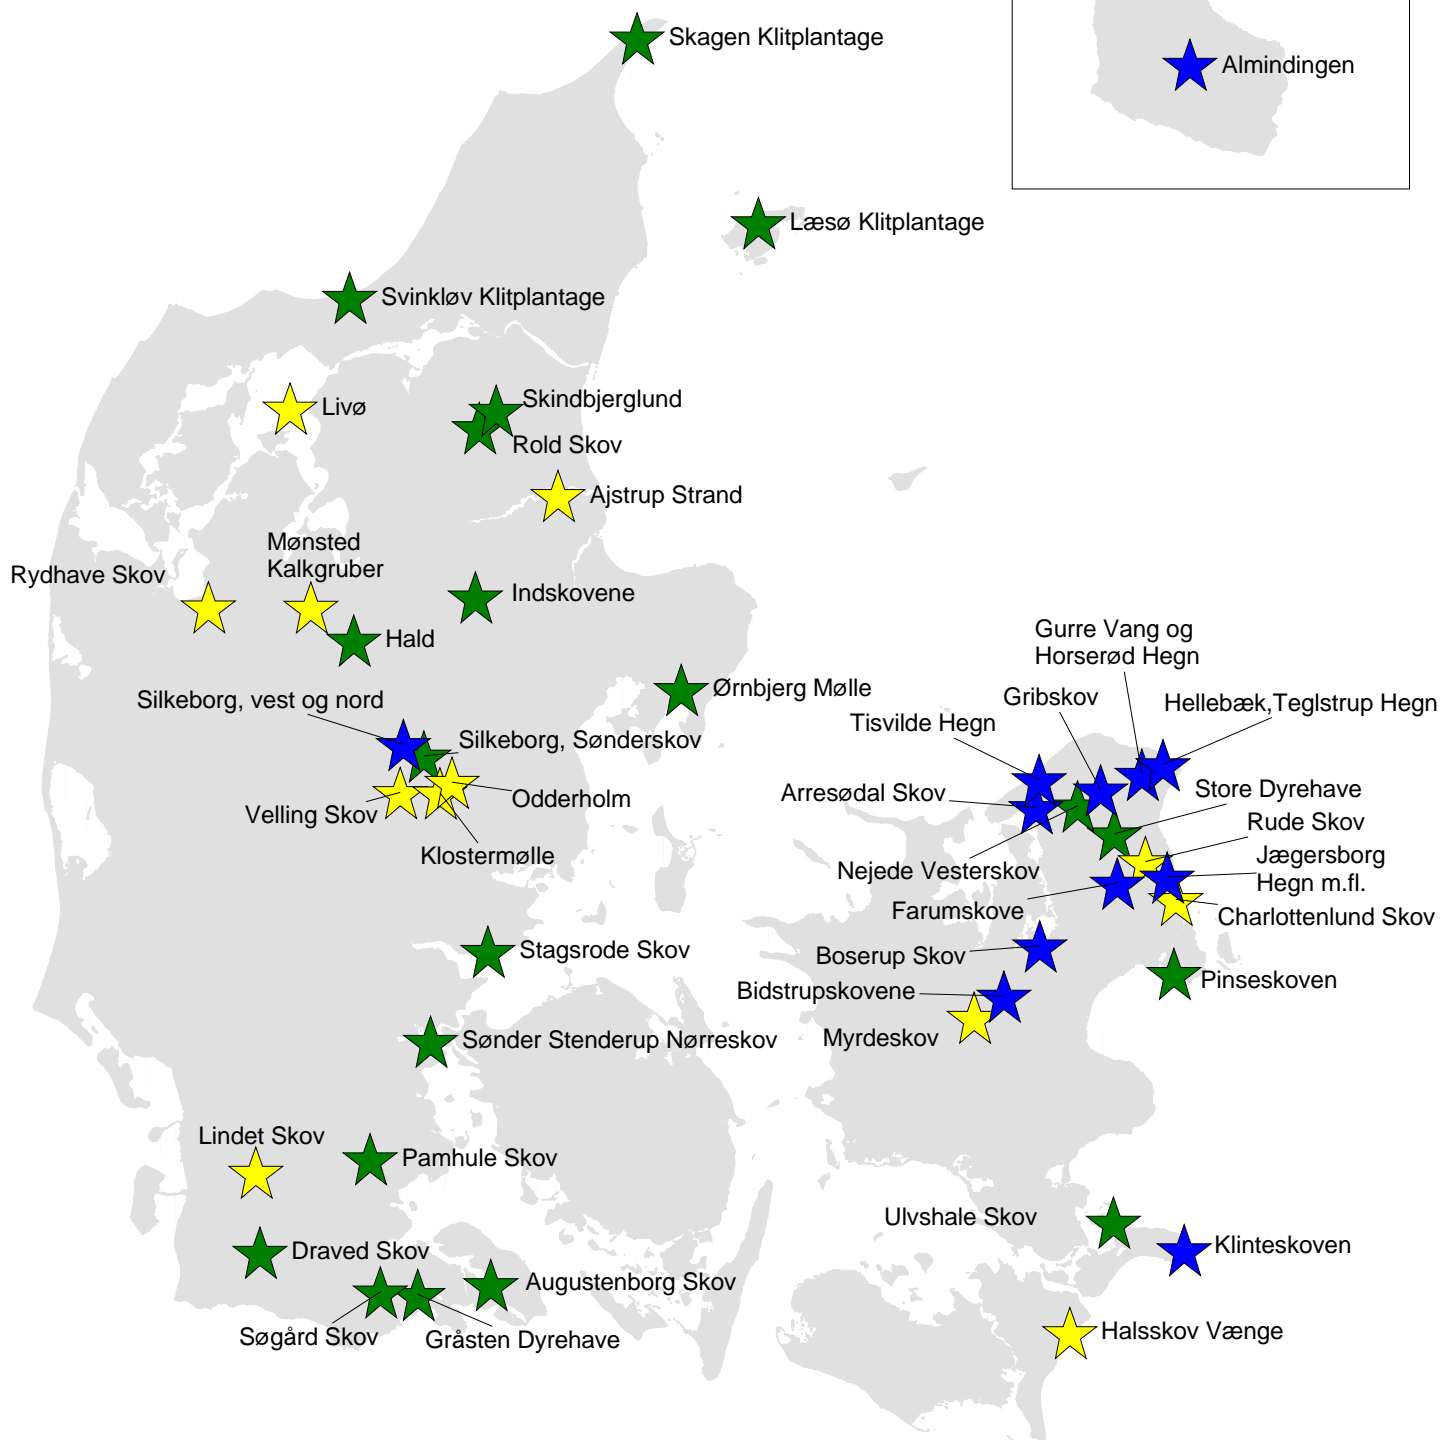 Skagen Klitplantage
Almindingen
Læsø Klitplantage
Svinkløv Klitplantage
Livø
Skindbjerglund
Rold Skov
Ajstrup Strand
Mønsted
Kalkgruber
Rydhave Skov
Indskovene
Hald
Gurre Vang og
Horserød Hegn
Ørnbjerg Mølle
Silkeborg, vest og nord
Gribskov
Hellebæk,Teglstrup Hegn
Tisvilde Hegn
Silkeborg, Sønderskov
Arresødal Skov
Store Dyrehave
Odderholm
Velling Skov
Rude Skov
Klostermølle
Jægersborg
Hegn m.fl.
Nejede Vesterskov
Farumskove
Charlottenlund Skov
Stagsrode Skov
Boserup Skov
Pinseskoven
Bidstrupskovene
Myrdeskov
Sønder Stenderup Nørreskov
Lindet Skov
Pamhule Skov
Ulvshale Skov
Klinteskoven
Draved Skov
Augustenborg Skov
Søgård Skov
Gråsten Dyrehave
Halsskov Vænge